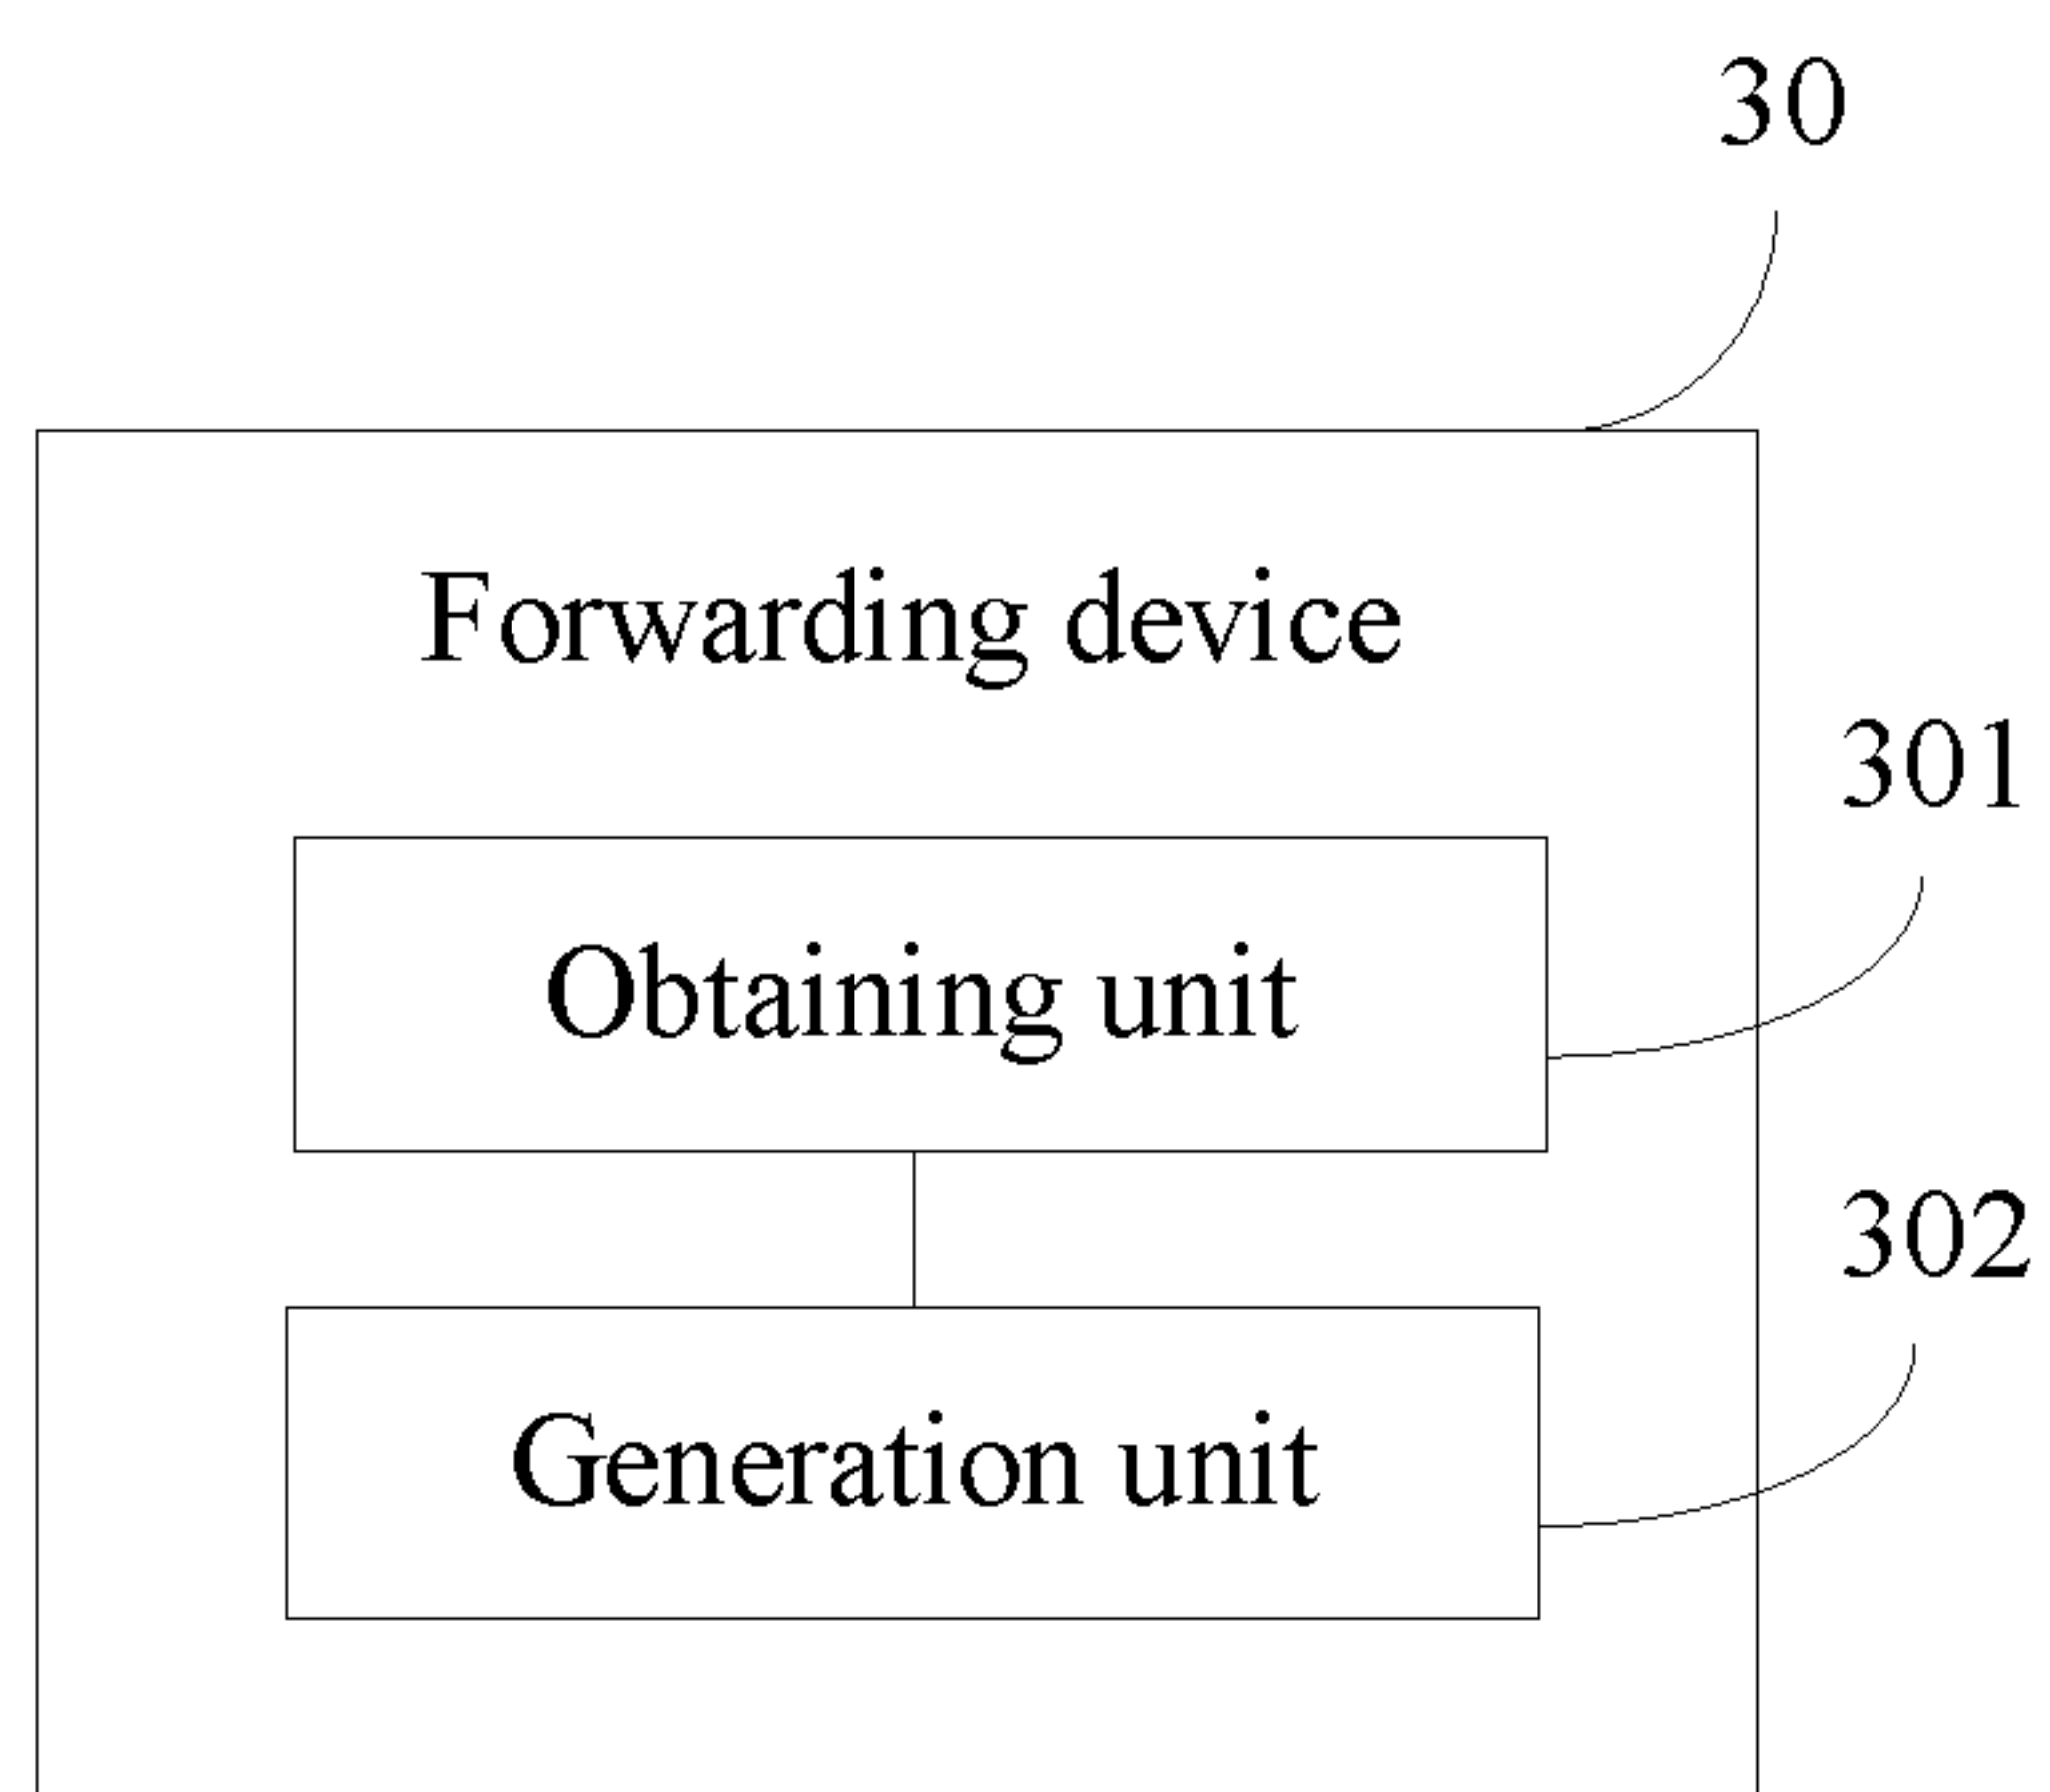 30
Forwarding device
301
Obtaining unit
302
Generation unit